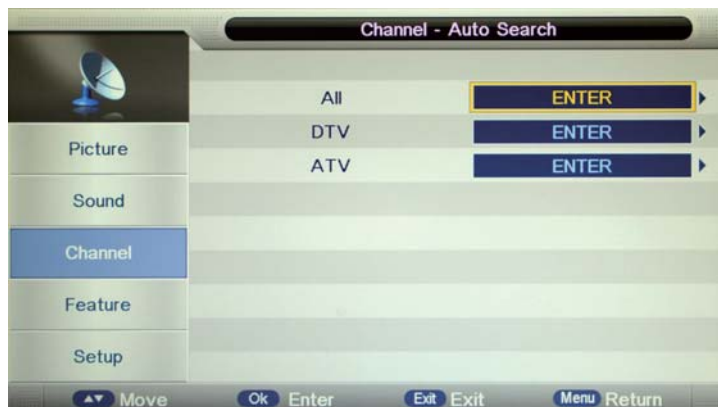 Channel - Auto Search
All ENTER
DTV ENTER
ATV ENTER
Picture
Sound
Channel
Feature
Setup
Move Ok Enter Exit Exit Menu Return